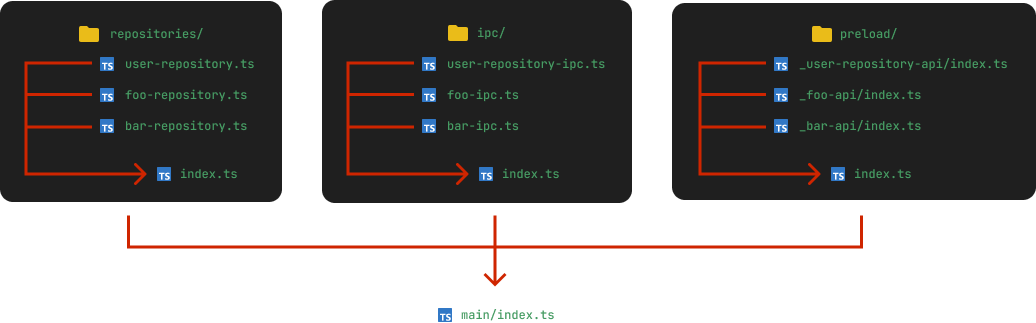 repositories/
TS user-repository.ts
TS foo-repository.ts
TS bar-repository.ts
TS index.ts
ipc/
TS user-repository-ipc.ts
TS foo-ipc.ts
TS bar-ipc.ts
TS index.ts
preload/
TS _user-repository-api/index.ts
TS _foo-api/index.ts
TS _bar-api/index.ts
TS index.ts
TS main/index.ts